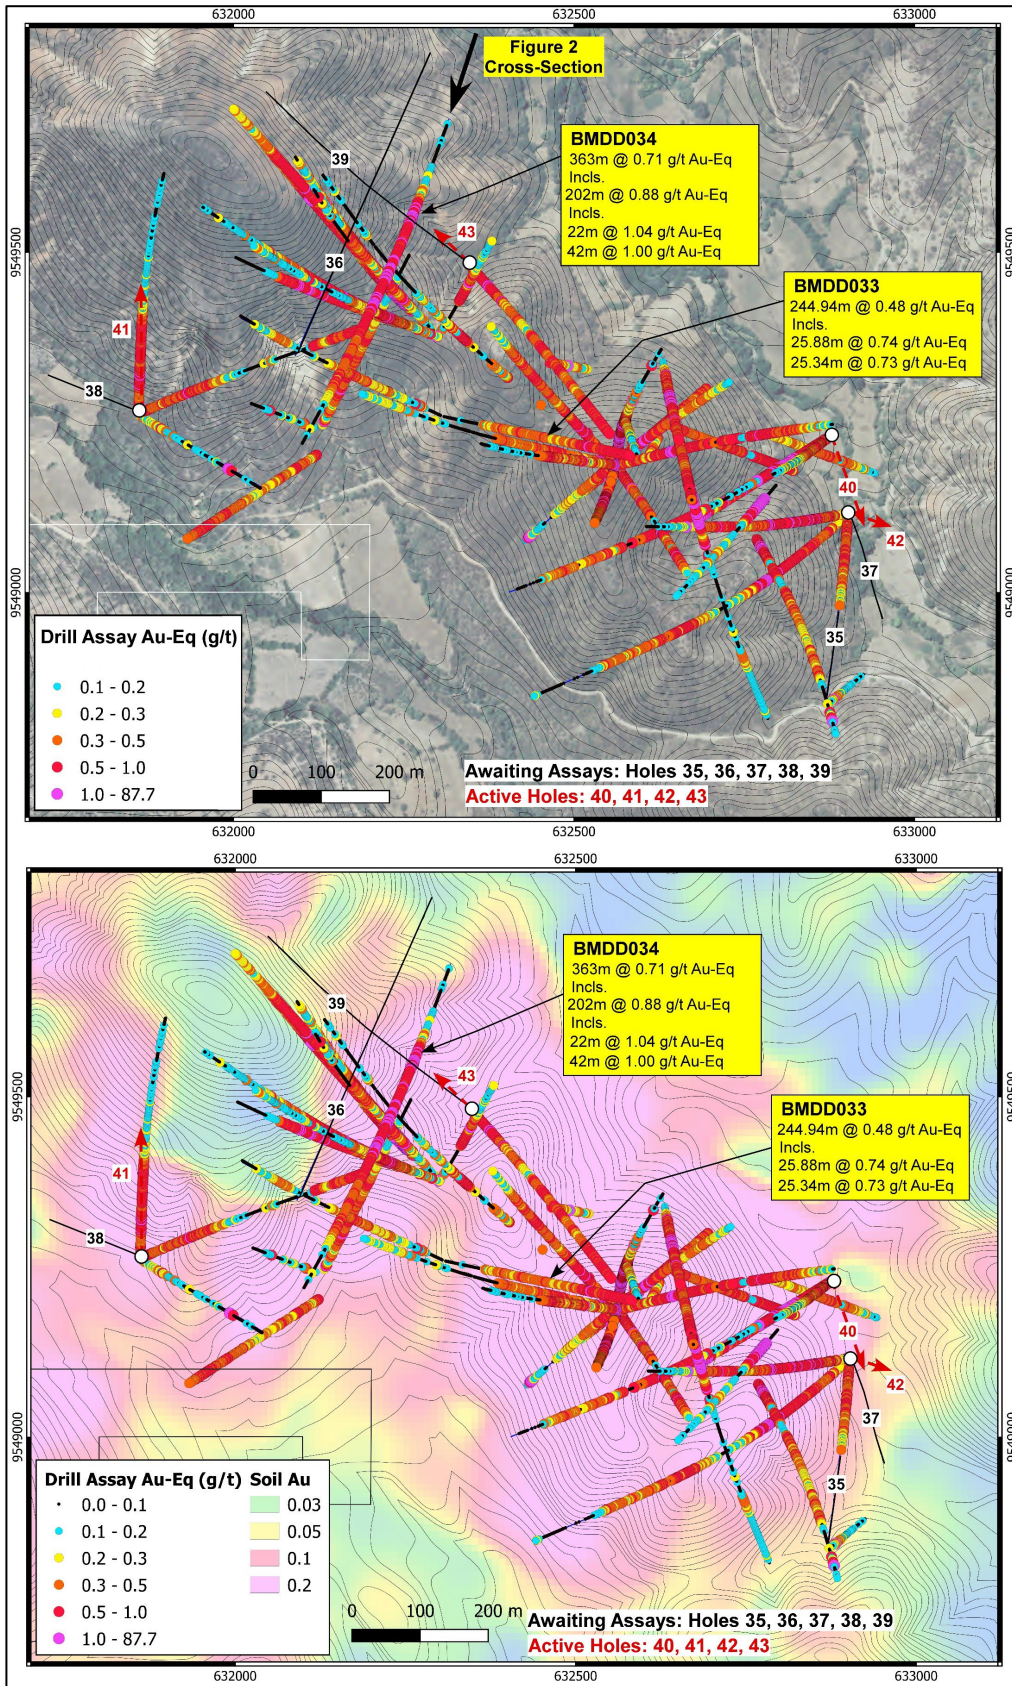 632000
632500
633000
Figure 2
Cross-Section
BMDD034
363m @ 0.71 g/t Au-Eq
Incls.
202m @ 0.88 g/t Au-Eq
Incls.
22m @ 1.04 g/t Au-Eq
42m @ 1.00 g/t Au-Eq
39
43
9549500
9549500
36
BMDD033
244.94m @ 0.48 g/t Au-Eq
Incls.
25.88m @ 0.74 g/t Au-Eq
25.34m @ 0.73 g/t Au-Eq
41
38
40
42
37
9549000
9549000
35
Drill Assay Au-Eq (g/t)
0.1 - 0.2
0.2 - 0.3
0.3 - 0.5
0.5 - 1.0
1.0 - 87.7
0 100 200 m
Awaiting Assays: Holes 35, 36, 37, 38, 39
Active Holes: 40, 41, 42, 43
632000
632500
633000
632000
632500
633000
BMDD034
363m @ 0.71 g/t Au-Eq
Incls.
202m @ 0.88 g/t Au-Eq
Incls.
22m @ 1.04 g/t Au-Eq
42m @ 1.00 g/t Au-Eq
39
43
9549500
9549500
36
BMDD033
244.94m @ 0.48 g/t Au-Eq
Incls.
25.88m @ 0.74 g/t Au-Eq
25.34m @ 0.73 g/t Au-Eq
41
38
40
42
37
9549000
9549000
35
Drill Assay Au-Eq (g/t)
0.0 - 0.1
0.1 - 0.2
0.2 - 0.3
0.3 - 0.5
0.5 - 1.0
1.0 - 87.7
Soil Au
0.03
0.05
0.1
0.2
0 100 200 m
Awaiting Assays: Holes 35, 36, 37, 38, 39
Active Holes: 40, 41, 42, 43
632000
632500
633000